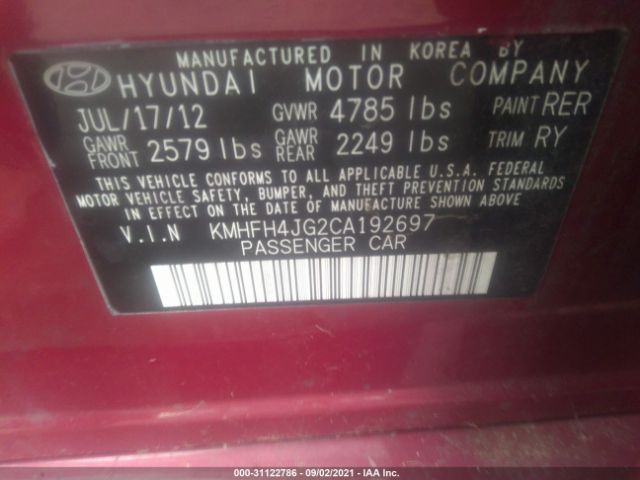 MANUFACTURED IN KOREA BY
HYUNDAI MOTOR COMPANY
JUL/17/12 GVWR 4785 lbs PAINT RER
GAWR FRONT 2579 lbs GAWR REAR 2249 lbs TRIM RY
THIS VEHICLE CONFORMS TO ALL APPLICABLE U.S.A. FEDERAL
MOTOR VEHICLE SAFETY, BUMPER, AND THEFT PREVENTION STANDARDS
IN EFFECT ON THE DATE OF MANUFACTURE SHOWN ABOVE.
V.I.N KMHFH4JG2CA192697
PASSENGER CAR
000-31122786 - 09/02/2021 - IAA Inc.